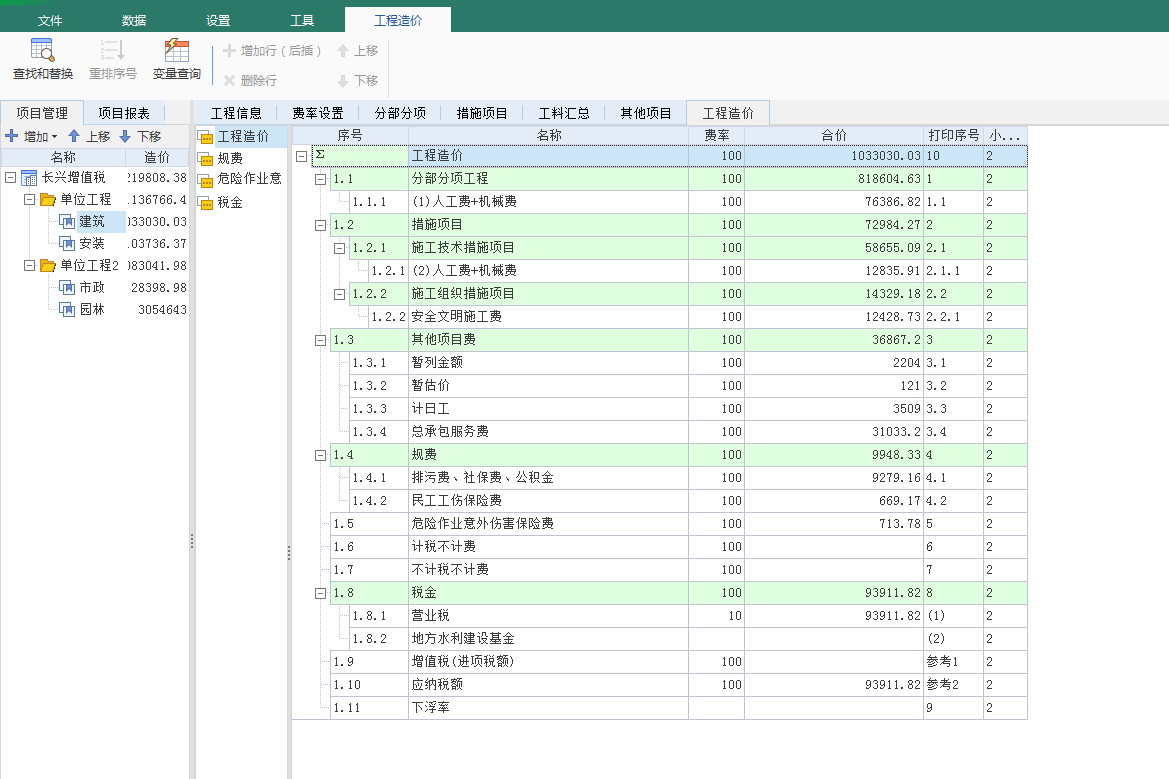 文件 数据 设置 工具 工程造价
查找和替换 重排序号 变量查询 增加行（后插） 上移
删除行 下移
项目管理 项目报表 工程信息 费率设置 分部分项 措施项目 工料汇总 其他项目 工程造价
增加 上移 下移
名称 造价
长兴增值税 219808.38
单位工程 .136766.4
建筑 033030.03
安装 .03736.37
单位工程2 083041.98
市政 28398.98
园林 3054643
工程造价
规费
危险作业意
税金
序号 名称 费率 合价 打印序号 小...
Σ 工程造价 100 1033030.03 10 2
1.1 分部分项工程 100 818604.63 1 2
1.1.1 (1)人工费+机械费 100 76386.82 1.1 2
1.2 措施项目 100 72984.27 2 2
1.2.1 施工技术措施项目 100 58655.09 2.1 2
1.2.1 (2)人工费+机械费 100 12835.91 2.1.1 2
1.2.2 施工组织措施项目 100 14329.18 2.2 2
1.2.2 安全文明施工费 100 12428.73 2.2.1 2
1.3 其他项目费 100 36867.2 3 2
1.3.1 暂列金额 100 2204 3.1 2
1.3.2 暂估价 100 121 3.2 2
1.3.3 计日工 100 3509 3.3 2
1.3.4 总承包服务费 100 31033.2 3.4 2
1.4 规费 100 9948.33 4 2
1.4.1 排污费、社保费、公积金 100 9279.16 4.1 2
1.4.2 民工工伤保险费 100 669.17 4.2 2
1.5 危险作业意外伤害保险费 100 713.78 5 2
1.6 计税不计费 100 6 2
1.7 不计税不计费 100 7 2
1.8 税金 100 93911.82 8 2
1.8.1 营业税 10 93911.82 (1) 2
1.8.2 地方水利建设基金 (2) 2
1.9 增值税(进项税额) 100 参考1 2
1.10 应纳税额 100 93911.82 参考2 2
1.11 下浮率 9 2